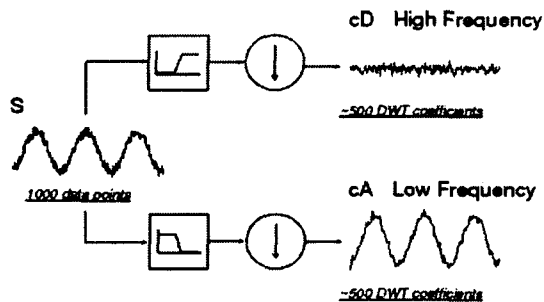 cD High Frequency
~500 DWT coefficients
S
1000 data points
cA Low Frequency
~500 DWT coefficients